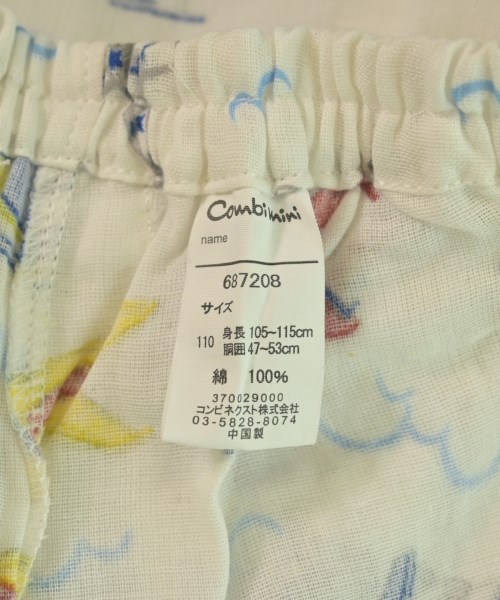 Combimini
name
687208
サイズ
110 身長 105~115cm
胴囲 47~53cm
綿 100%
370029000
コンビネクスト株式会社
03-5828-8074
中国製